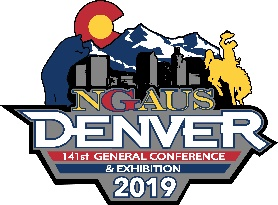 NGAUS
DENVER
141st GENERAL CONFERENCE
& EXHIBITION
2019